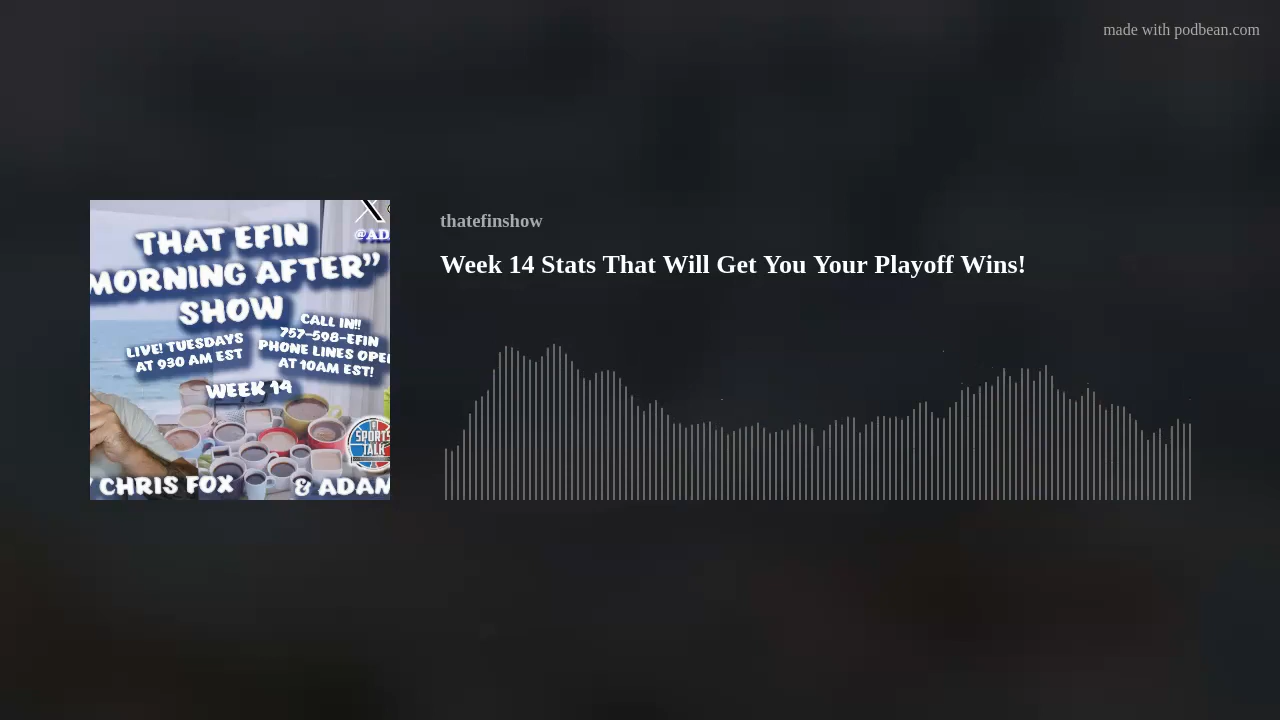 made with podbean.com
thatefinshow
Week 14 Stats That Will Get You Your Playoff Wins!
X
@AD
THAT EFIN
MORNING AFTER”
SHOW
LIVE! TUESDAYS
AT 930 AM EST
CALL IN!!
757-598-EFIN
PHONE LINES OPE
AT 10AM EST!
WEEK 14
SPORTS
TALK
CHRIS FOX
& ADAM